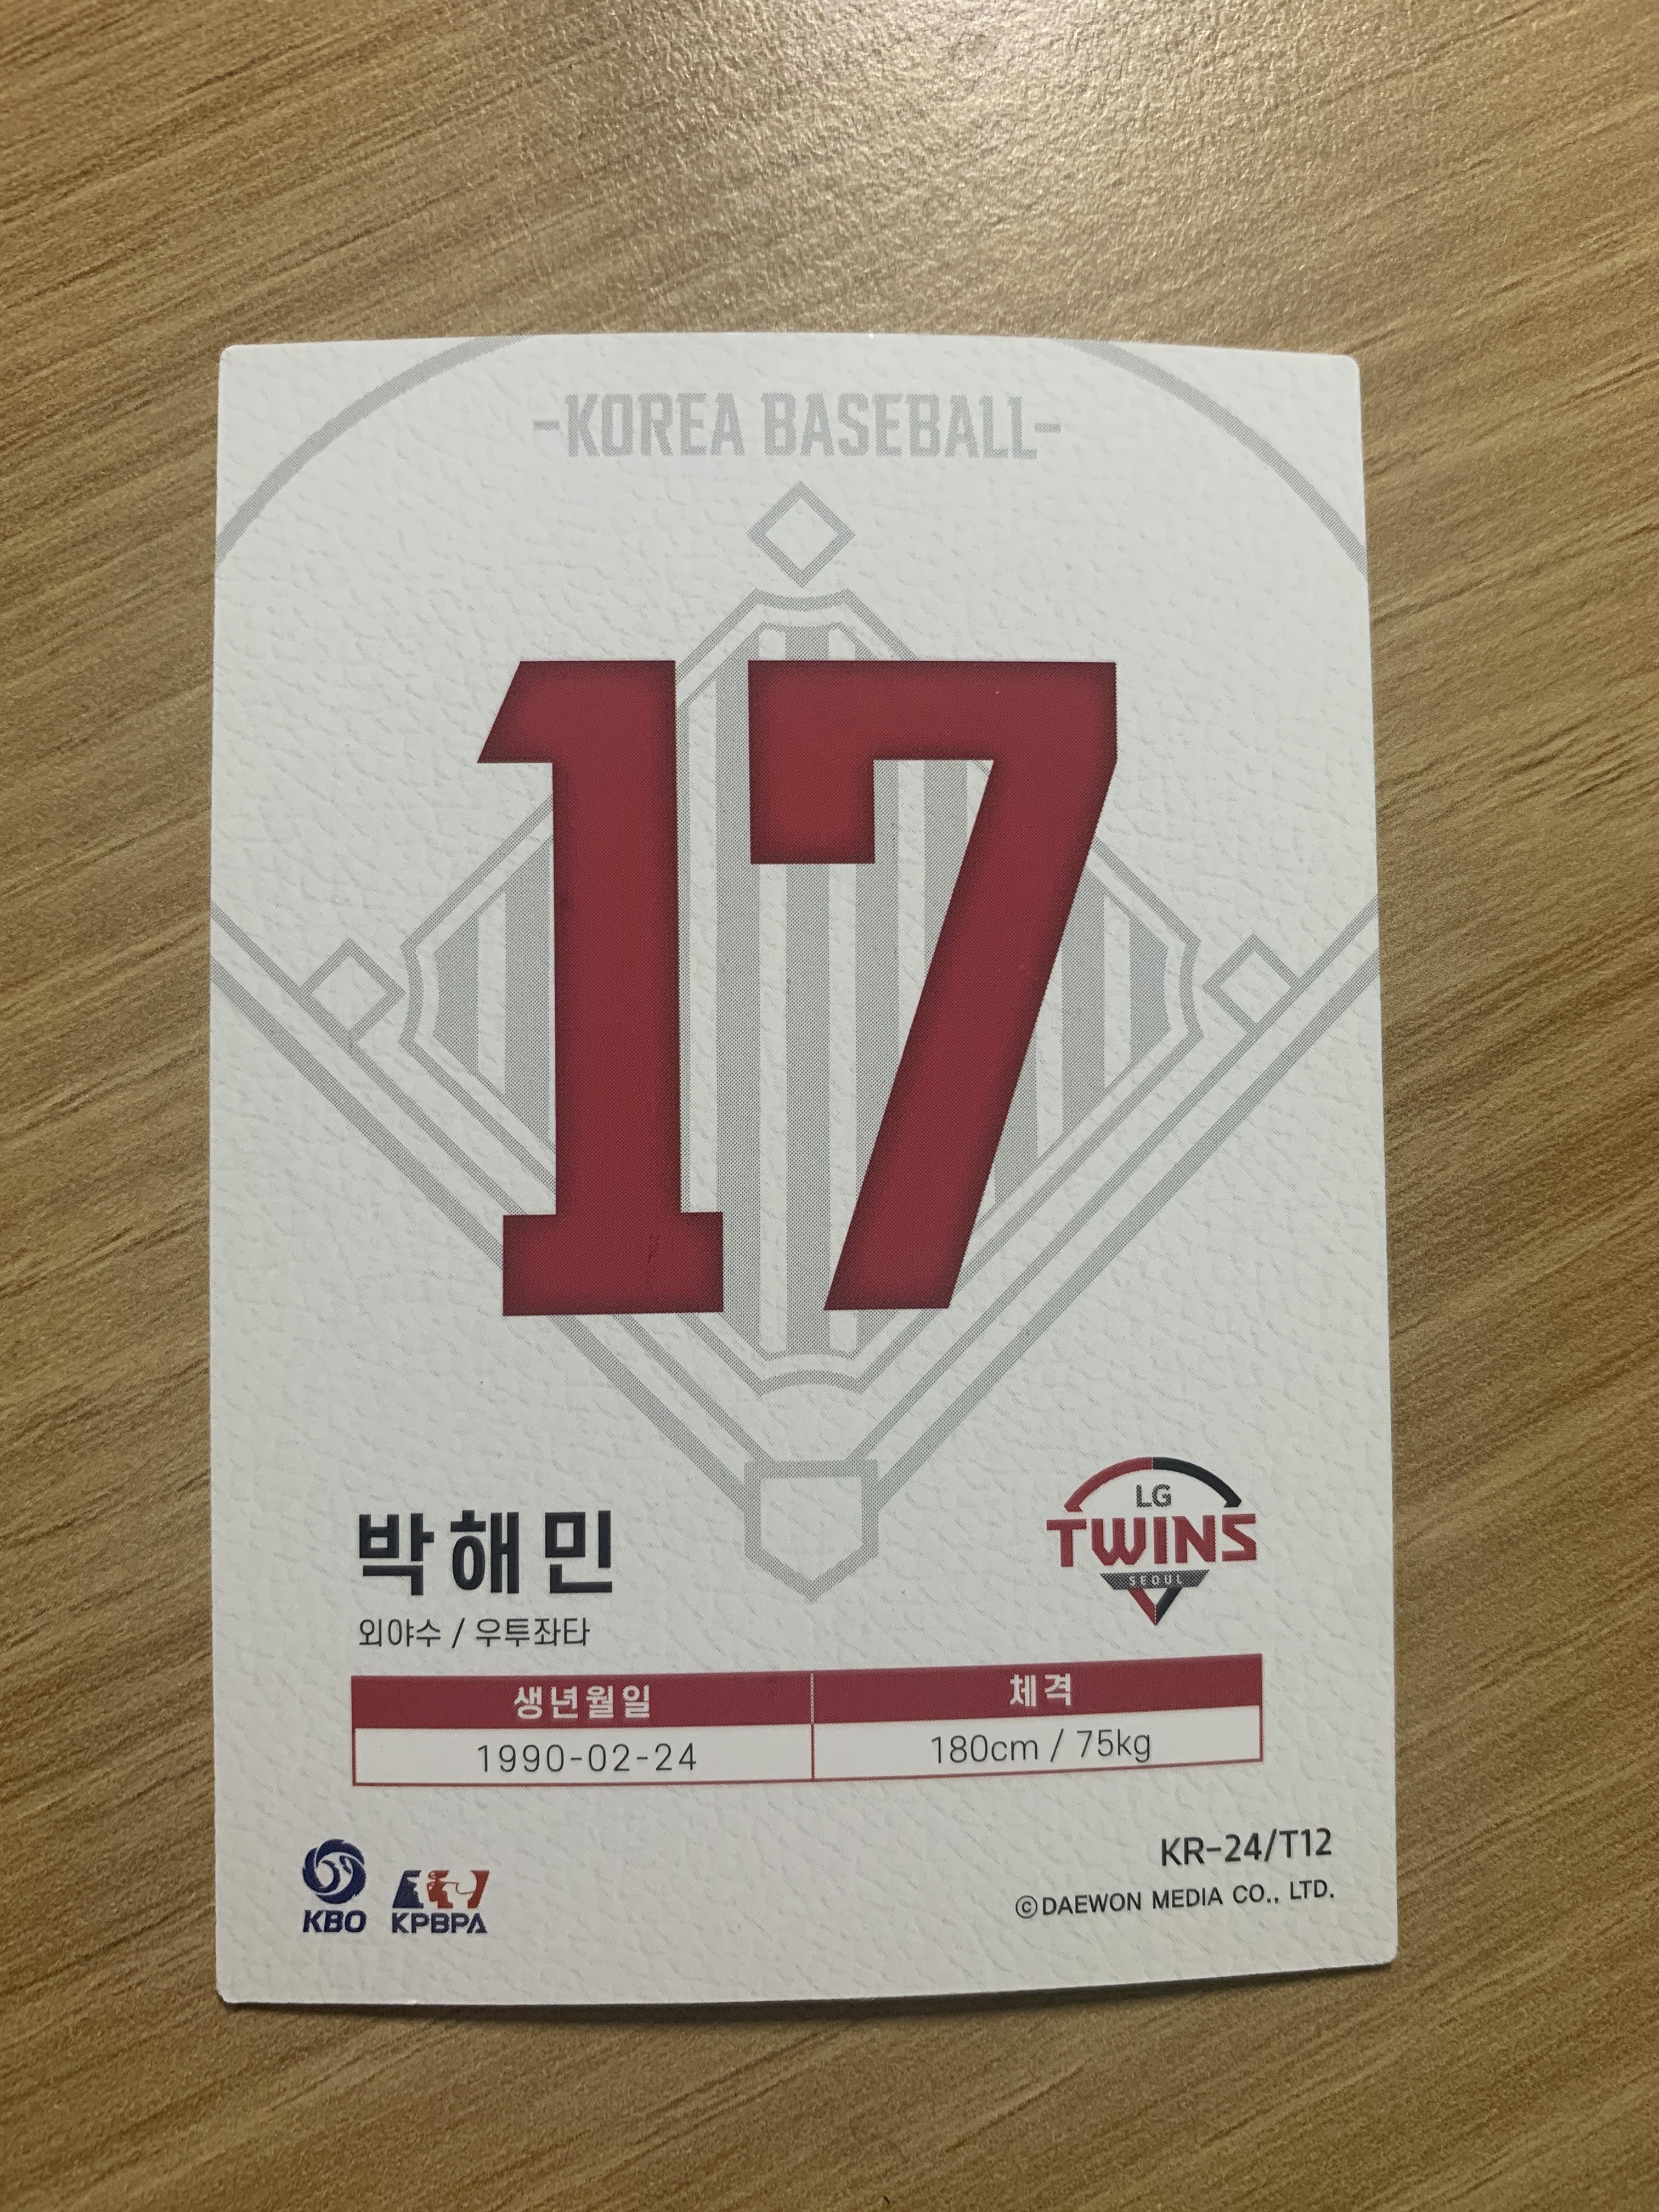 -KOREA BASEBALL-
17
박해민
외야수 / 우투좌타
LG
TWINS
SEOUL
생년월일 체격
1990-02-24 180cm / 75kg
KBO KPBPA
KR-24/T12
©DAEWON MEDIA CO., LTD.